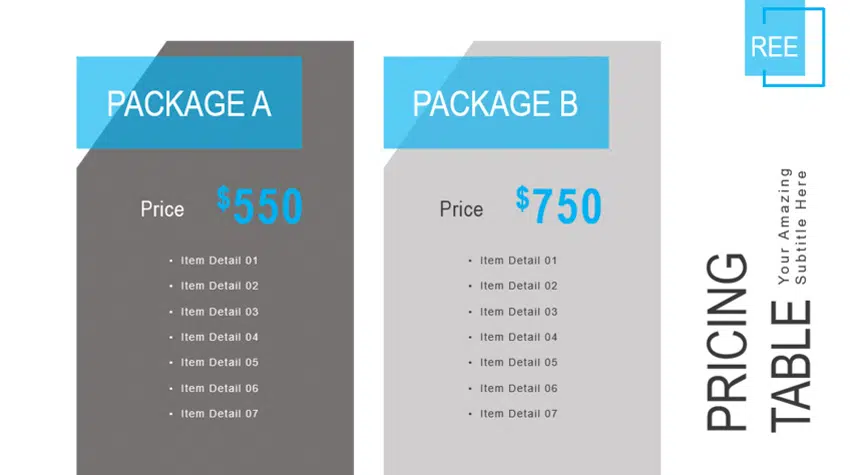 REE
PACKAGE A
Price $550
• Item Detail 01
• Item Detail 02
• Item Detail 03
• Item Detail 04
• Item Detail 05
• Item Detail 06
• Item Detail 07
PACKAGE B
Price $750
• Item Detail 01
• Item Detail 02
• Item Detail 03
• Item Detail 04
• Item Detail 05
• Item Detail 06
• Item Detail 07
PRICING
TABLE
Your Amazing
Subtitle Here